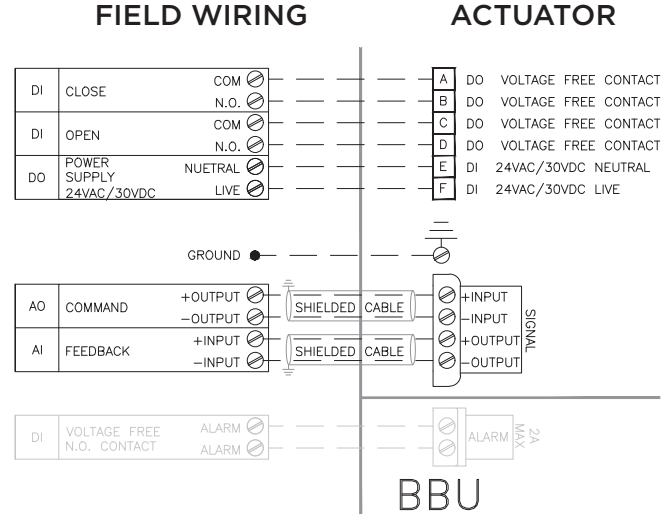 FIELD WIRING ACTUATOR
DI CLOSE COM A DO VOLTAGE FREE CONTACT
N.O. B DO VOLTAGE FREE CONTACT
DI OPEN COM C DO VOLTAGE FREE CONTACT
N.O. D DO VOLTAGE FREE CONTACT
DO POWER SUPPLY 24VAC/30VDC NUETRAL E DI 24VAC/30VDC NEUTRAL
LIVE F DI 24VAC/30VDC LIVE
GROUND
AO COMMAND +OUTPUT SHIELDED CABLE +INPUT
-OUTPUT -INPUT
AI FEEDBACK +INPUT SHIELDED CABLE +OUTPUT
-INPUT -OUTPUT
SIGNAL
DI VOLTAGE FREE N.O. CONTACT ALARM ALARM 2A MAX
ALARM
BBU